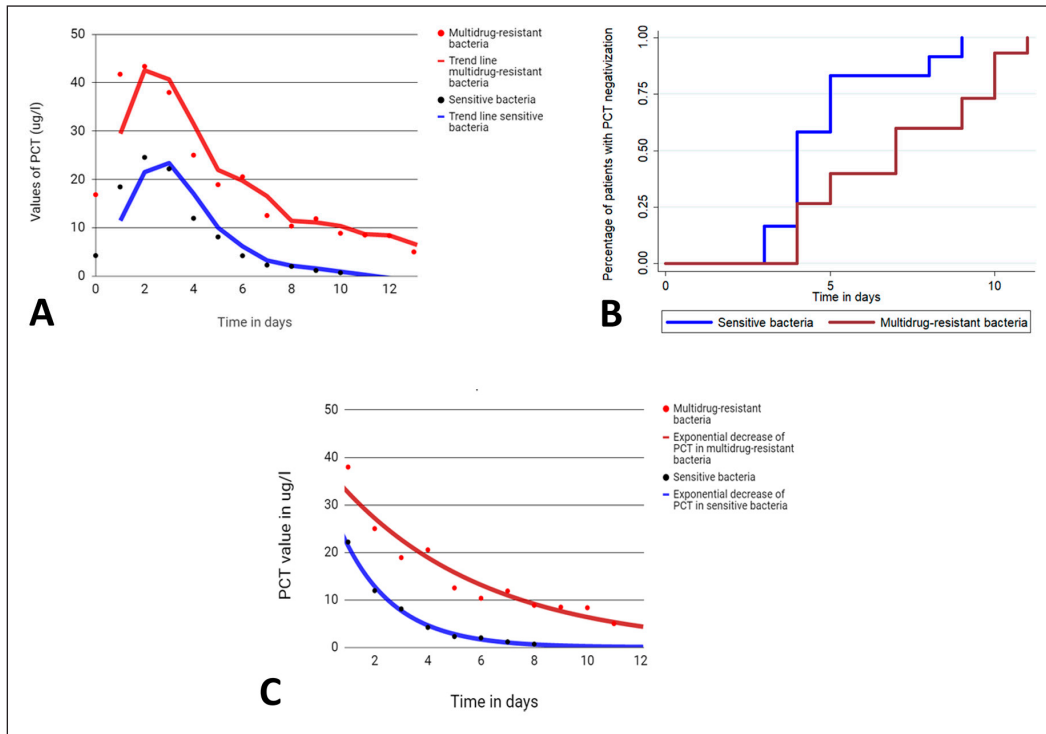 50
40
30
20
10
0
Values of PCT (ug/l)
0 2 4 6 8 10 12
Time in days
Multidrug-resistant
bacteria
Trend line
multidrug-resistant
bacteria
Sensitive bacteria
Trend line sensitive
bacteria
A
Percentage of patients with PCT negativization
1.00
0.75
0.50
0.25
0.00
0 5 10
Time in days
Sensitive bacteria Multidrug-resistant bacteria
B
50
40
30
20
10
0
PCT value in ug/l
2 4 6 8 10 12
Time in days
Multidrug-resistant
bacteria
Exponential decrease of
PCT in multidrug-resistant
bacteria
Sensitive bacteria
Exponential decrease of
PCT in sensitive bacteria
C